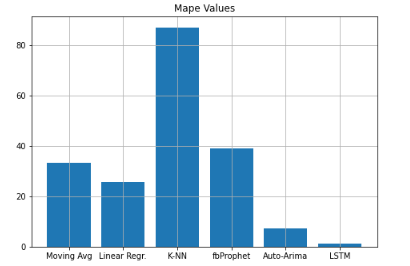 Mape Values
80
60
40
20
0
Moving Avg Linear Regr. K-NN fbProphet Auto-Arima LSTM